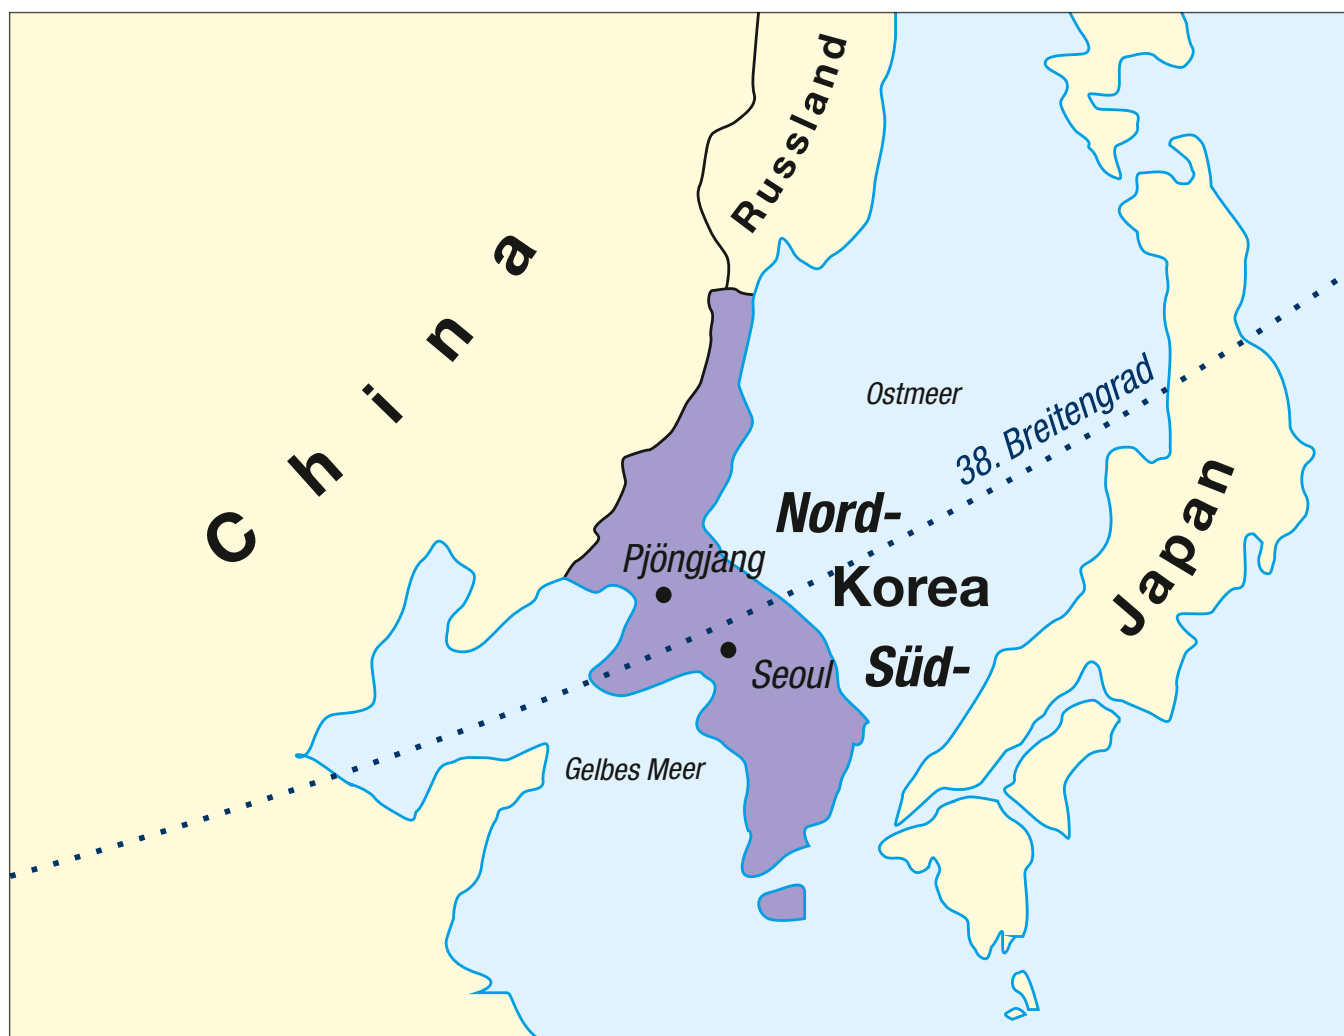 Russland
China
Ostmeer
38. Breitengrad
Nord-
Pjöngjang
Korea
Japan
Süd-
Seoul
Gelbes Meer